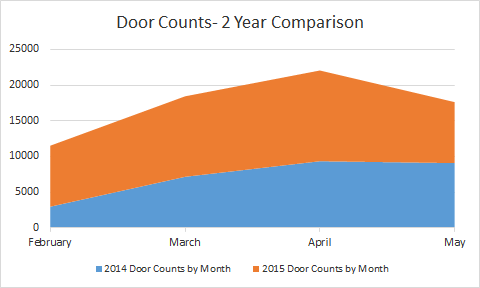 Door Counts- 2 Year Comparison
25000
20000
15000
10000
5000
0
February March April May
2014 Door Counts by Month 2015 Door Counts by Month